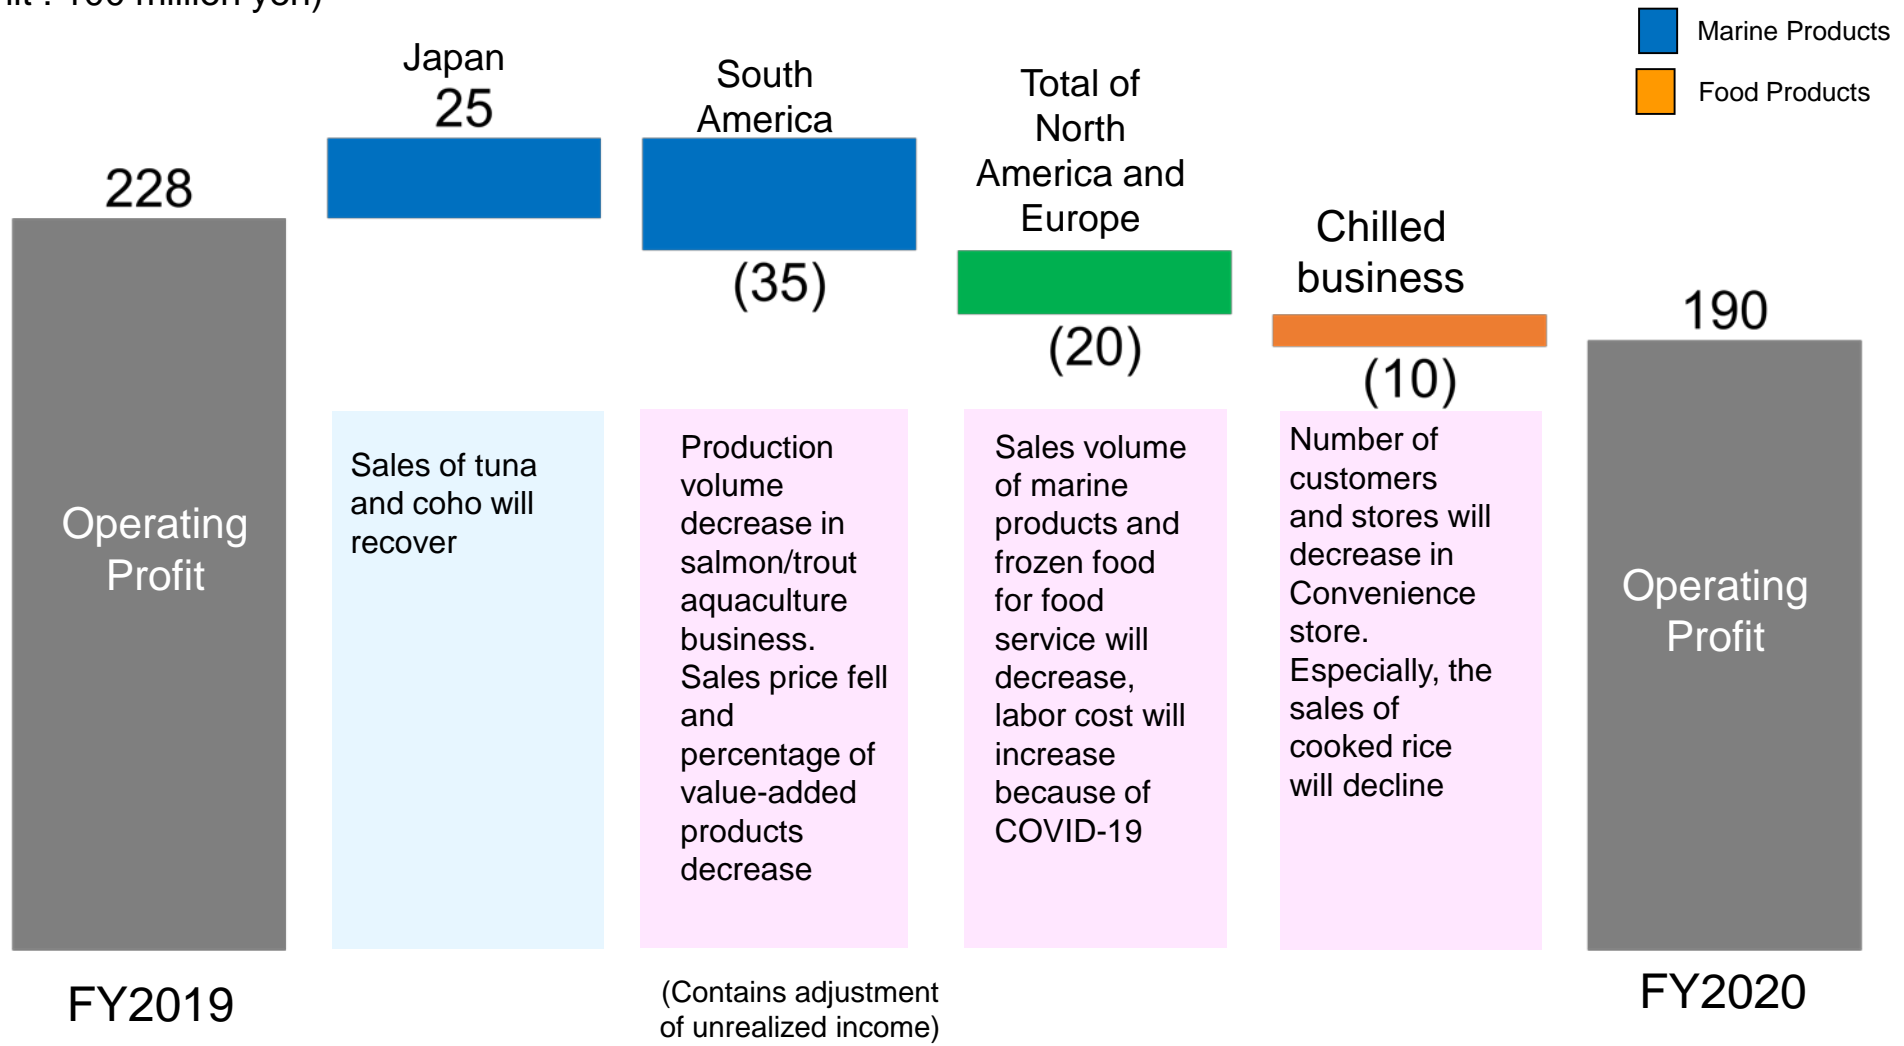 : 100 million yen)
Marine Products
Food Products
228
Operating
Profit
FY2019
Japan
25
Sales of tuna
and coho will
recover
South
America
(35)
Production
volume
decrease in
salmon/trout
aquaculture
business.
Sales price fell
and
percentage of
value-added
products
decrease
(Contains adjustment
of unrealized income)
Total of
North
America and
Europe
(20)
Sales volume
of marine
products and
frozen food
for food
service will
decrease,
labor cost will
increase
because of
COVID-19
Chilled
business
(10)
Number of
customers
and stores will
decrease in
Convenience
store.
Especially, the
sales of
cooked rice
will decline
190
Operating
Profit
FY2020